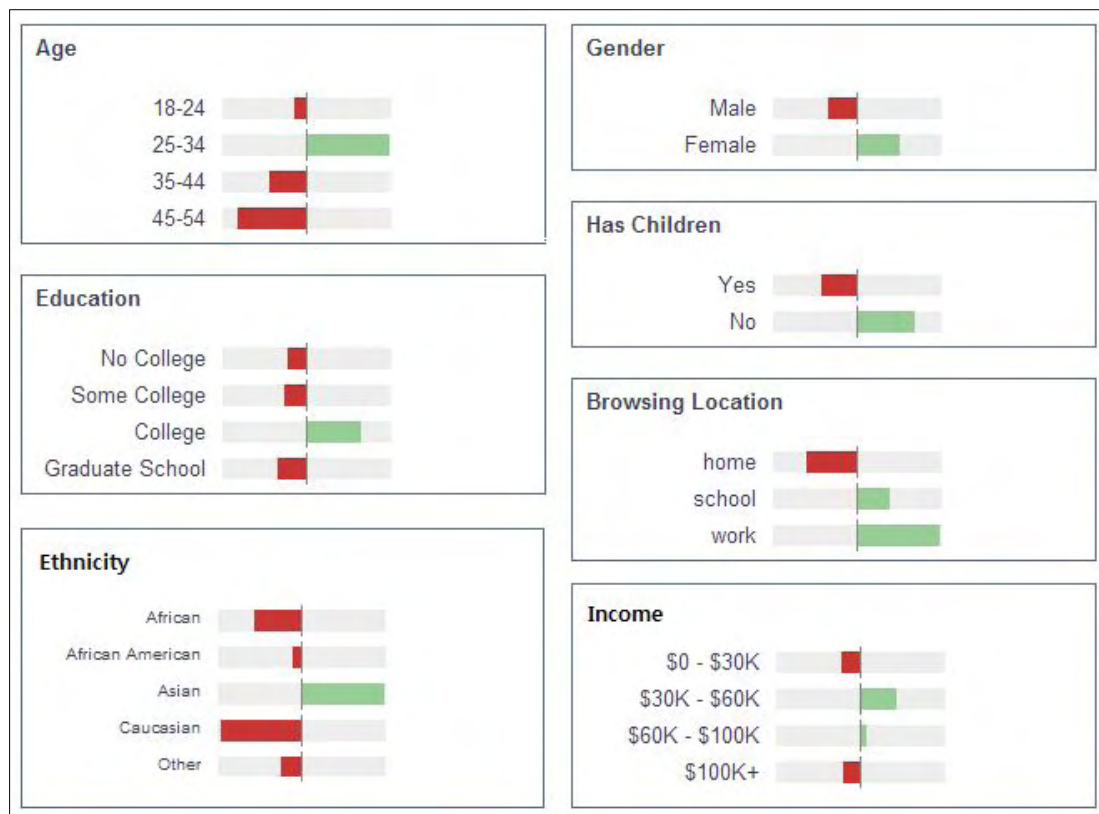 Age
18-24
25-34
35-44
45-54
Education
No College
Some College
College
Graduate School
Ethnicity
African
African American
Asian
Caucasian
Other
Gender
Male
Female
Has Children
Yes
No
Browsing Location
home
school
work
Income
$0 - $30K
$30K - $60K
$60K - $100K
$100K+